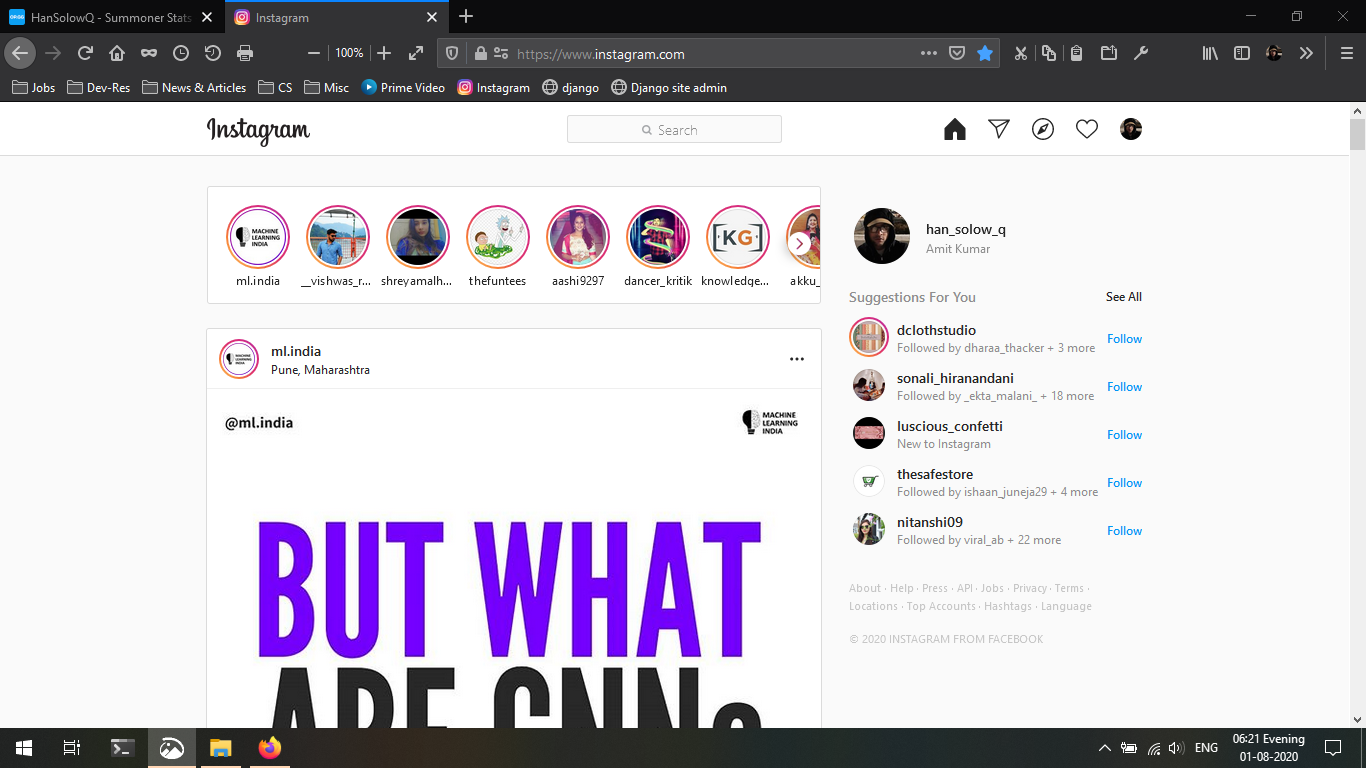 HanSolowQ - Summoner Stats
Instagram
100%
https://www.instagram.com
Jobs
Dev-Res
News & Articles
CS
Misc
Prime Video
Instagram
django
Django site admin
Instagram
Search
MACHINE
LEARNING
INDIA
KG
ml.india
__vishwas_r...
shreyamalh...
thefuntees
aashi9297
dancer_kritik
knowledge...
akku_
han_solow_q
Amit Kumar
Suggestions For You
See All
dclothstudio
Followed by dharaa_thacker + 3 more
Follow
sonali_hiranandani
Followed by _ekta_malani_ + 18 more
Follow
luscious_confetti
New to Instagram
Follow
thesafestore
Followed by ishaan_juneja29 + 4 more
Follow
nitanshi09
Followed by viral_ab + 22 more
Follow
About · Help · Press · API · Jobs · Privacy · Terms ·
Locations · Top Accounts · Hashtags · Language
© 2020 INSTAGRAM FROM FACEBOOK
ml.india
Pune, Maharashtra
@ml.india
MACHINE
LEARNING
INDIA
BUT WHAT
ARE CNNs
ENG
06:21 Evening
01-08-2020